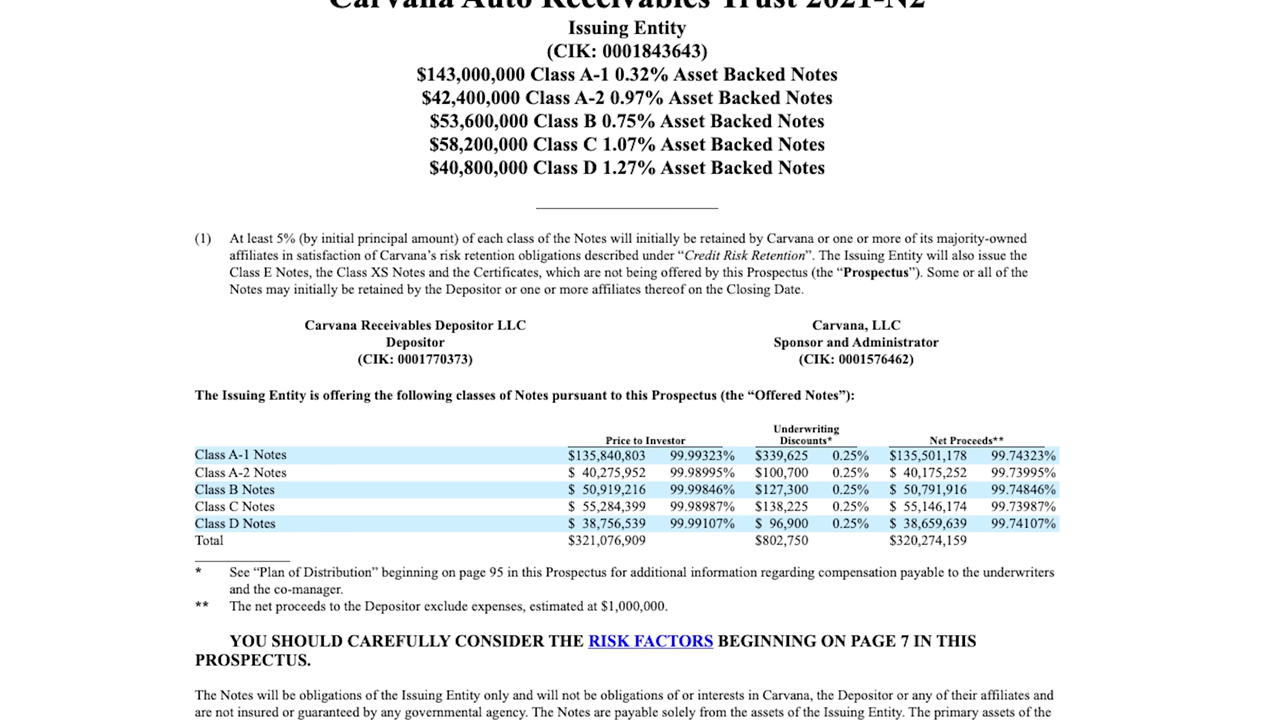 Carvana Auto Receivables Trust 2021-N2
Issuing Entity
(CIK: 0001843643)
$143,000,000 Class A-1 0.32% Asset Backed Notes
$42,400,000 Class A-2 0.97% Asset Backed Notes
$53,600,000 Class B 0.75% Asset Backed Notes
$58,200,000 Class C 1.07% Asset Backed Notes
$40,800,000 Class D 1.27% Asset Backed Notes
(1) At least 5% (by initial principal amount) of each class of the Notes will initially be retained by Carvana or one or more of its majority-owned
affiliates in satisfaction of Carvana's risk retention obligations described under “Credit Risk Retention”. The Issuing Entity will also issue the
Class E Notes, the Class XS Notes and the Certificates, which are not being offered by this Prospectus (the “Prospectus”). Some or all of the
Notes may initially be retained by the Depositor or one or more affiliates thereof on the Closing Date.
Carvana Receivables Depositor LLC Carvana, LLC
Depositor Sponsor and Administrator
(CIK: 0001770373) (CIK: 0001576462)
The Issuing Entity is offering the following classes of Notes pursuant to this Prospectus (the “Offered Notes”):
Price to Investor Underwriting Discounts* Net Proceeds**
Class A-1 Notes $135,840,803 99.99323% $339,625 0.25% $135,501,178 99.74323%
Class A-2 Notes $ 40,275,952 99.98995% $100,700 0.25% $ 40,175,252 99.73995%
Class B Notes $ 50,919,216 99.99846% $127,300 0.25% $ 50,791,916 99.74846%
Class C Notes $ 55,284,399 99.98987% $138,225 0.25% $ 55,146,174 99.73987%
Class D Notes $ 38,756,539 99.99107% $ 96,900 0.25% $ 38,659,639 99.74107%
Total $321,076,909 $802,750 $320,274,159
* See “Plan of Distribution” beginning on page 95 in this Prospectus for additional information regarding compensation payable to the underwriters
and the co-manager.
** The net proceeds to the Depositor exclude expenses, estimated at $1,000,000.
YOU SHOULD CAREFULLY CONSIDER THE RISK FACTORS BEGINNING ON PAGE 7 IN THIS
PROSPECTUS.
The Notes will be obligations of the Issuing Entity only and will not be obligations of or interests in Carvana, the Depositor or any of their affiliates and
are not insured or guaranteed by any governmental agency. The Notes are payable solely from the assets of the Issuing Entity. The primary assets of the